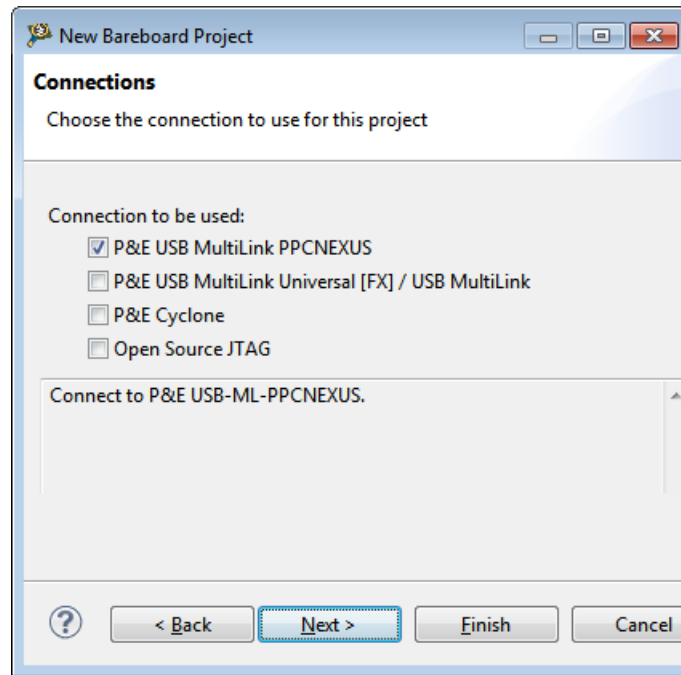 New Bareboard Project
Connections
Choose the connection to use for this project
Connection to be used:
P&E USB MultiLink PPCNEXUS
P&E USB MultiLink Universal [FX] / USB MultiLink
P&E Cyclone
Open Source JTAG
Connect to P&E USB-ML-PPCNEXUS.
? < Back Next > Finish Cancel